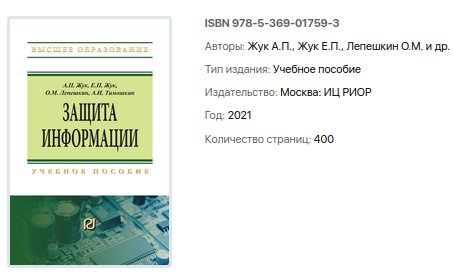 ВЫСШЕЕ ОБРАЗОВАНИЕ
А.П. Жук, Е.П. Жук,
О.М. Лепешкин, А.И. Тимошкин
ЗАЩИТА
ИНФОРМАЦИИ
УЧЕБНОЕ ПОСОБИЕ
ISBN 978-5-369-01759-3
Авторы: Жук А.П., Жук Е.П., Лепешкин О.М. и др.
Тип издания: Учебное пособие
Издательство: Москва: ИЦ РИОР
Год: 2021
Количество страниц: 400